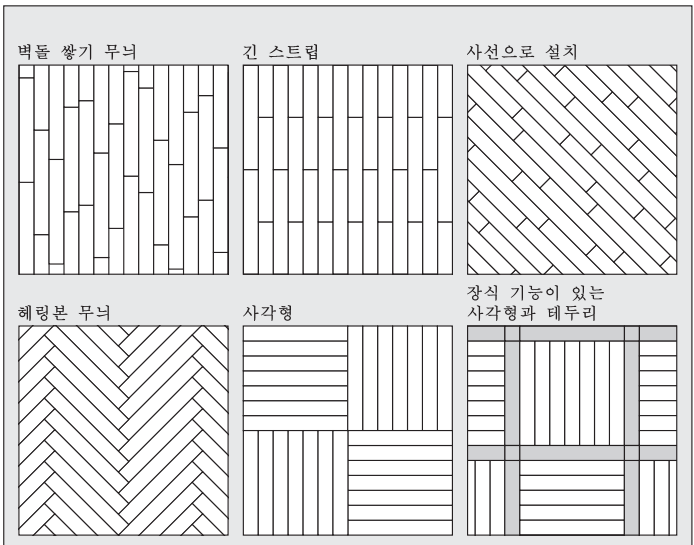 벽돌 쌓기 무늬
긴 스트립
사선으로 설치
헤링본 무늬
사각형
장식 기능이 있는
사각형과 테두리